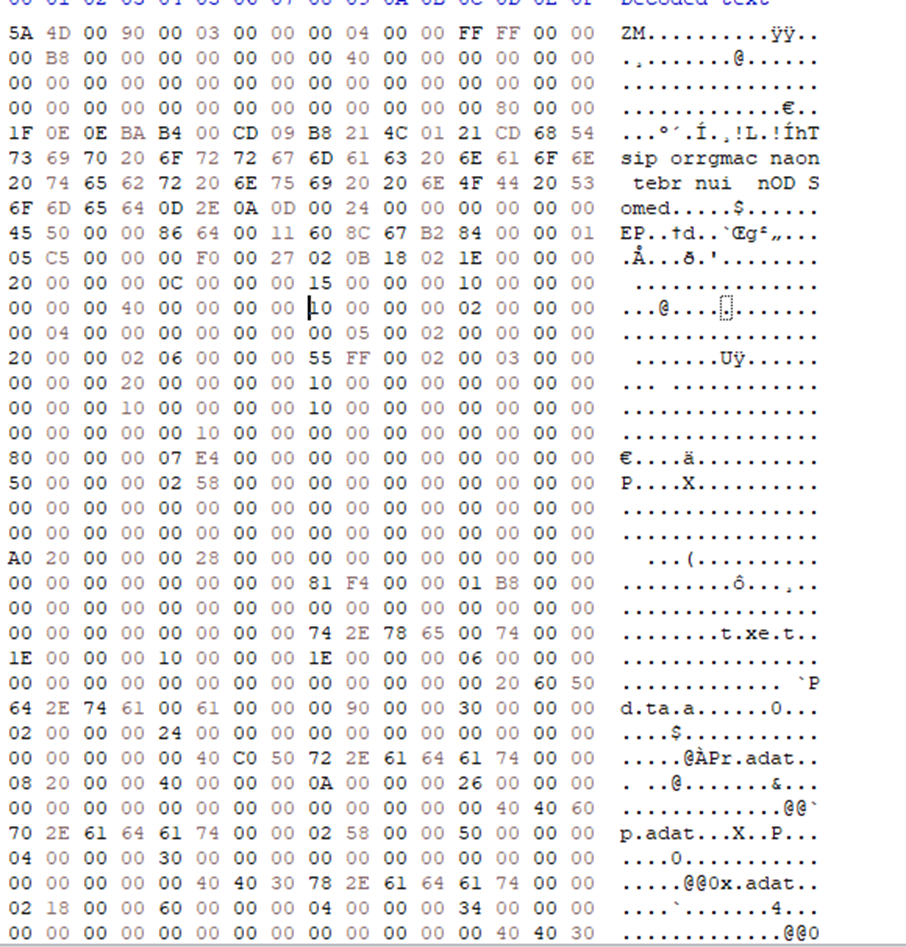 00 01 02 03 04 05 06 07 08 09 0A 0B 0C 0D 0E 0F Decoded text
5A 4D 00 90 00 03 00 00 00 04 00 00 FF FF 00 00 ZM..........ÿÿ..
00 B8 00 00 00 00 00 00 00 40 00 00 00 00 00 00 .¸.......@......
00 00 00 00 00 00 00 00 00 00 00 00 00 00 00 00 ................
00 00 00 00 00 00 00 00 00 00 00 00 00 80 00 00 .............€..
1F 0E 0E BA B4 00 CD 09 B8 21 4C 01 21 CD 68 54 ...º´.Í.¸!L.!ÍhT
73 69 70 20 6F 72 72 67 6D 61 63 20 6E 61 6F 6E sip orrgmac naon
20 74 65 62 72 20 6E 75 69 20 20 6E 4F 44 20 53 tebr nui  nOD S
6F 6D 65 64 0D 2E 0A 0D 00 24 00 00 00 00 00 00 omed.....$......
45 50 00 00 86 64 00 11 60 8C 67 B2 84 00 00 01 EP..†d..`Œg²„...
05 C5 00 00 00 F0 00 27 02 0B 18 02 1E 00 00 00 .Å...ð.'........
20 00 00 00 0C 00 00 00 15 00 00 00 10 00 00 00 ...............
00 00 00 40 00 00 00 00 10 00 00 00 02 00 00 00 ...@............
00 04 00 00 00 00 00 00 00 05 00 02 00 00 00 00 ................
20 00 00 02 06 00 00 00 55 FF 00 02 00 03 00 00 .......Uÿ......
00 00 00 20 00 00 00 00 10 00 00 00 00 00 00 00 ... ............
00 00 00 10 00 00 00 00 10 00 00 00 00 00 00 00 ................
00 00 00 00 00 10 00 00 00 00 00 00 00 00 00 00 ................
80 00 00 00 07 E4 00 00 00 00 00 00 00 00 00 00 €....ä..........
50 00 00 00 02 58 00 00 00 00 00 00 00 00 00 00 P....X..........
00 00 00 00 00 00 00 00 00 00 00 00 00 00 00 00 ................
00 00 00 00 00 00 00 00 00 00 00 00 00 00 00 00 ................
A0 20 00 00 00 28 00 00 00 00 00 00 00 00 00 00 ...(..........
00 00 00 00 00 00 00 00 81 F4 00 00 01 B8 00 00 .........ô...¸..
00 00 00 00 00 00 00 00 00 00 00 00 00 00 00 00 ................
00 00 00 00 00 00 00 00 74 2E 78 65 00 74 00 00 ........t.xe.t..
1E 00 00 00 10 00 00 00 1E 00 00 00 06 00 00 00 ................
00 00 00 00 00 00 00 00 00 00 00 00 00 20 60 50 ............. `P
64 2E 74 61 00 61 00 00 00 90 00 00 30 00 00 00 d.ta.a......0...
02 00 00 00 24 00 00 00 00 00 00 00 00 00 00 00 ....$...........
00 00 00 00 00 40 C0 50 72 2E 61 64 61 74 00 00 .....@ÀPr.adat..
08 20 00 00 40 00 00 00 0A 00 00 00 26 00 00 00 . ..@.......&...
00 00 00 00 00 00 00 00 00 00 00 00 00 40 40 60 .............@@`
70 2E 61 64 61 74 00 00 02 58 00 00 50 00 00 00 p.adat...X..P...
04 00 00 00 30 00 00 00 00 00 00 00 00 00 00 00 ....0...........
00 00 00 00 00 40 40 30 78 2E 61 64 61 74 00 00 .....@@0x.adat..
02 18 00 00 60 00 00 00 04 00 00 00 34 00 00 00 ....`.......4...
00 00 00 00 00 00 00 00 00 00 00 00 00 40 40 30 .............@@0